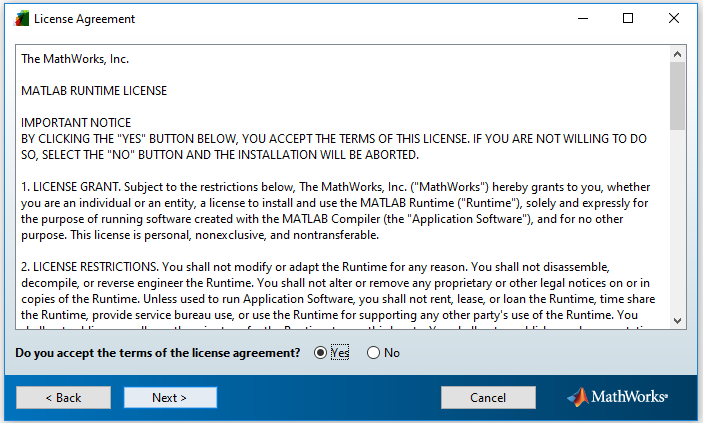 License Agreement
The MathWorks, Inc.
MATLAB RUNTIME LICENSE
IMPORTANT NOTICE
BY CLICKING THE "YES" BUTTON BELOW, YOU ACCEPT THE TERMS OF THIS LICENSE. IF YOU ARE NOT WILLING TO DO
SO, SELECT THE "NO" BUTTON AND THE INSTALLATION WILL BE ABORTED.
1. LICENSE GRANT. Subject to the restrictions below, The MathWorks, Inc. ("MathWorks") hereby grants to you, whether
you are an individual or an entity, a license to install and use the MATLAB Runtime ("Runtime"), solely and expressly for
the purpose of running software created with the MATLAB Compiler (the "Application Software"), and for no other
purpose. This license is personal, nonexclusive, and nontransferable.
2. LICENSE RESTRICTIONS. You shall not modify or adapt the Runtime for any reason. You shall not disassemble,
decompile, or reverse engineer the Runtime. You shall not alter or remove any proprietary or other legal notices on or in
copies of the Runtime. Unless used to run Application Software, you shall not rent, lease, or loan the Runtime, time share
the Runtime, provide service bureau use, or use the Runtime for supporting any other party's use of the Runtime. You
Do you accept the terms of the license agreement? Yes No
< Back Next > Cancel MathWorks®